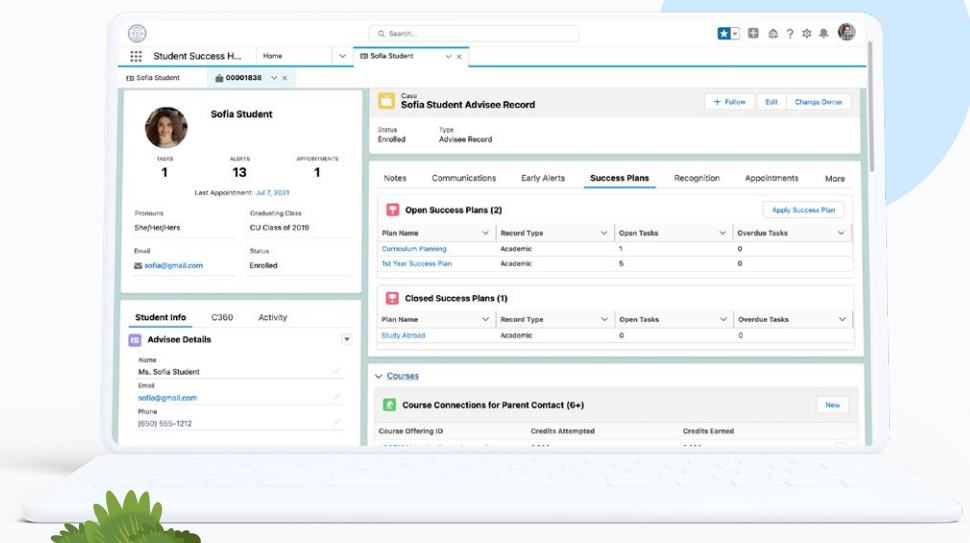 Search...
Student Success H...
Home
Sofia Student
Sofia Student
00001838
Sofia Student
TASKS
ALERTS
APPOINTMENTS
1
13
1
Last Appointment: Jul 7, 2021
Pronouns
Graduating Class
She/Her/Hers
CU Class of 2019
Email
Status
sofia@gmail.com
Enrolled
Student Info
C360
Activity
Advisee Details
Name
Ms. Sofia Student
Email
sofia@gmail.com
Phone
(650) 555-1212
Case
Sofia Student Advisee Record
+ Follow
Edit
Change Owner
Status
Type
Enrolled
Advisee Record
Notes
Communications
Early Alerts
Success Plans
Recognition
Appointments
More
Open Success Plans (2)
Apply Success Plan
Plan Name
Record Type
Open Tasks
Overdue Tasks
Curriculum Planning
Academic
1
0
1st Year Success Plan
Academic
5
0
Closed Success Plans (1)
Plan Name
Record Type
Open Tasks
Overdue Tasks
Study Abroad
Academic
0
0
Courses
Course Connections for Parent Contact (6+)
New
Course Offering ID
Credits Attempted
Credits Earned